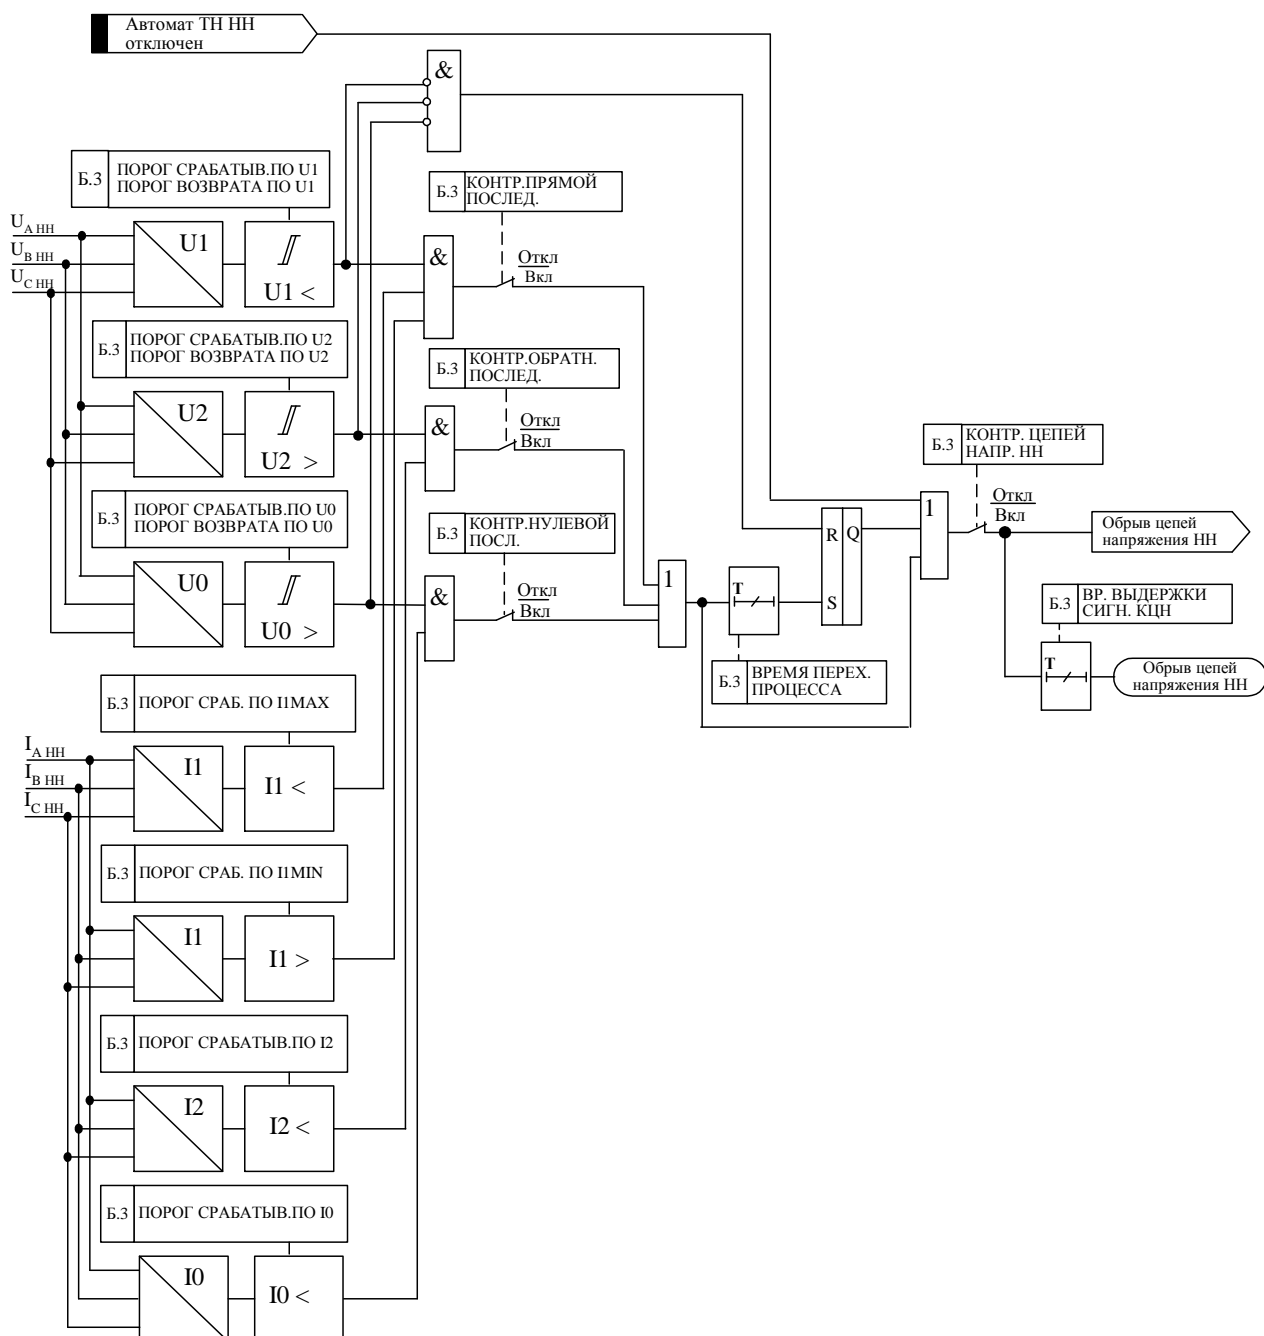 Автомат ТН НН
отключен
&
Б.3
ПОРОГ СРАБАТЫВ.ПО U1
ПОРОГ ВОЗВРАТА ПО U1
Б.3
КОНТР.ПРЯМОЙ
ПОСЛЕД.
U A НН
U B НН
U C НН
U1
U1 <
&
Откл
Вкл
Б.3
ПОРОГ СРАБАТЫВ.ПО U2
ПОРОГ ВОЗВРАТА ПО U2
Б.3
КОНТР.ОБРАТН.
ПОСЛЕД.
U2
U2 >
&
Откл
Вкл
Б.3
КОНТР. ЦЕПЕЙ
НАПР. НН
Б.3
ПОРОГ СРАБАТЫВ.ПО U0
ПОРОГ ВОЗВРАТА ПО U0
Б.3
КОНТР.НУЛЕВОЙ
ПОСЛ.
1
Откл
Вкл
R
Q
S
Обрыв цепей
напряжения НН
U0
U0 >
&
Откл
Вкл
1
T
Б.3
ВР. ВЫДЕРЖКИ
СИГН. КЦН
T
Обрыв цепей
напряжения НН
Б.3
ВРЕМЯ ПЕРЕХ.
ПРОЦЕССА
Б.3
ПОРОГ СРАБ. ПО I1MAX
I A НН
I B НН
I C НН
I1
I1 <
Б.3
ПОРОГ СРАБ. ПО I1MIN
I1
I1 >
Б.3
ПОРОГ СРАБАТЫВ.ПО I2
I2
I2 <
Б.3
ПОРОГ СРАБАТЫВ.ПО I0
I0
I0 <